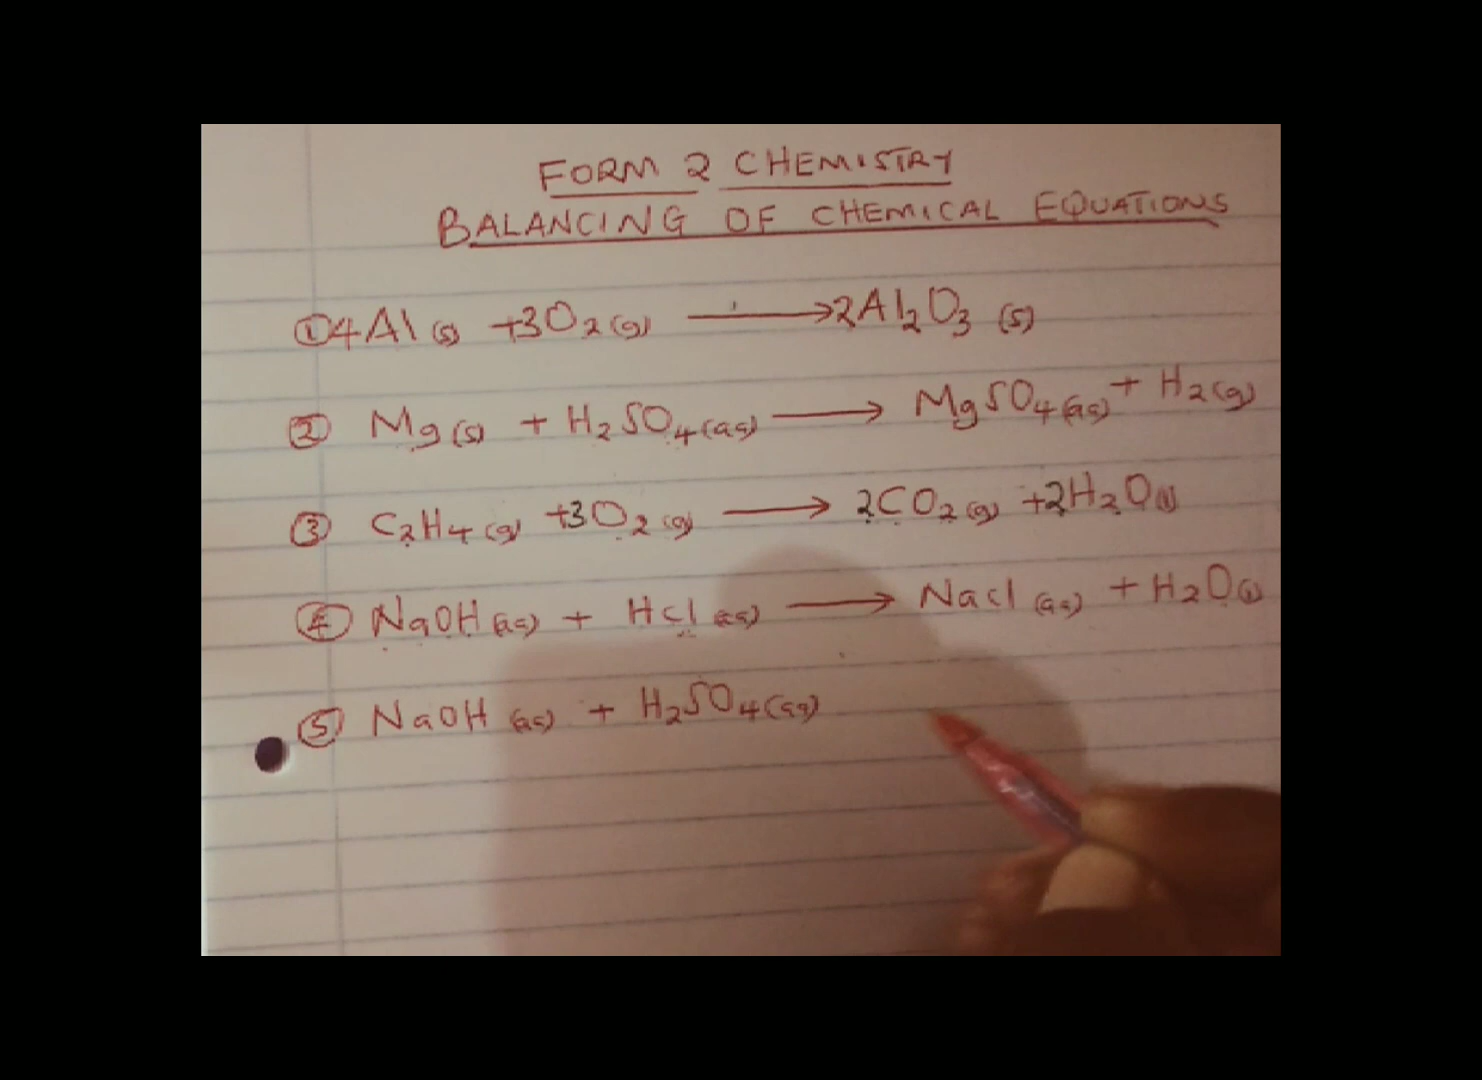 FORM 2 CHEMISTRY
BALANCING OF CHEMICAL EQUATIONS
① 4Al(s) + 3O₂(g) → 2Al₂O₃(s)
② Mg(s) + H₂SO₄(aq) → MgSO₄(aq) + H₂(g)
③ C₂H₄(g) + 3O₂(g) → 2CO₂(g) + 2H₂O(l)
④ NaOH(aq) + HCl(aq) → NaCl(aq) + H₂O(l)
⑤ NaOH(aq) + H₂SO₄(aq)